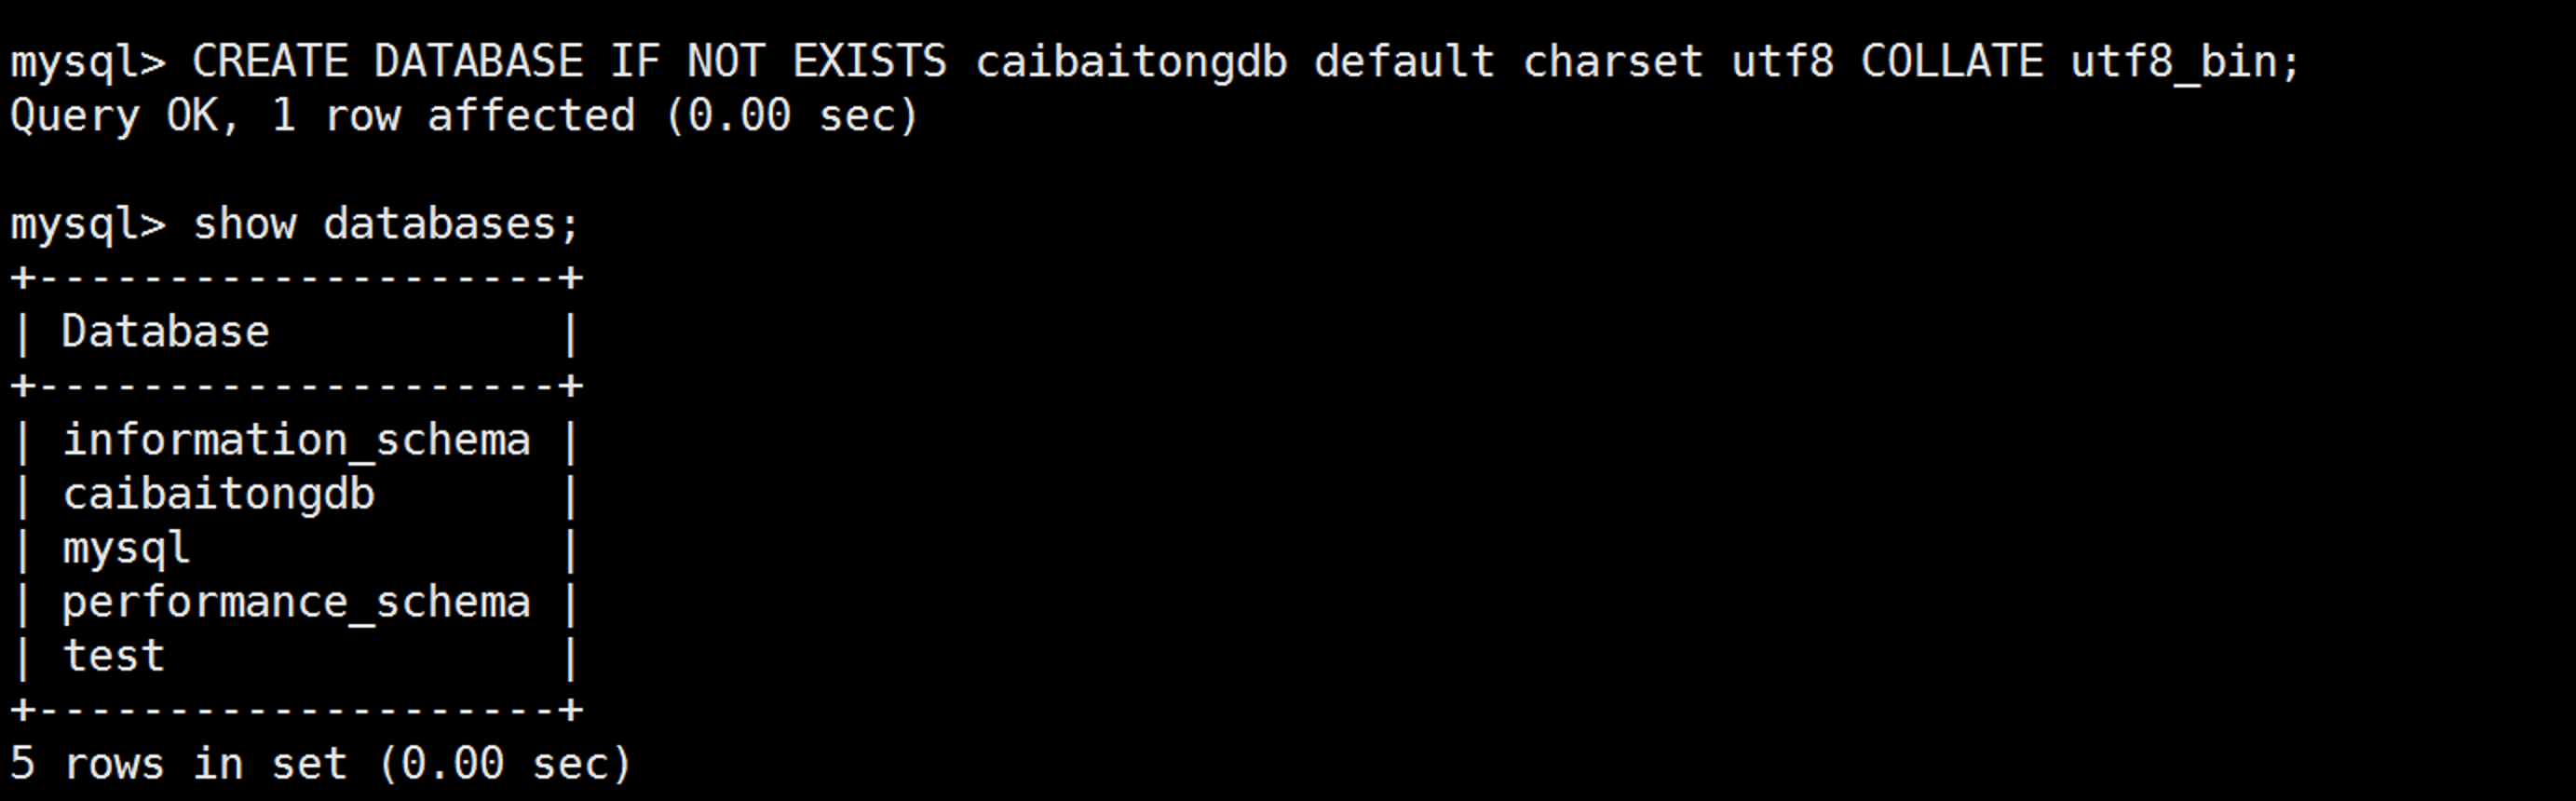 mysql> CREATE DATABASE IF NOT EXISTS caibaitongdb default charset utf8 COLLATE utf8_bin;
Query OK, 1 row affected (0.00 sec)
mysql> show databases;
+--------------------+
| Database           |
+--------------------+
| information_schema |
| caibaitongdb       |
| mysql              |
| performance_schema |
| test               |
+--------------------+
5 rows in set (0.00 sec)